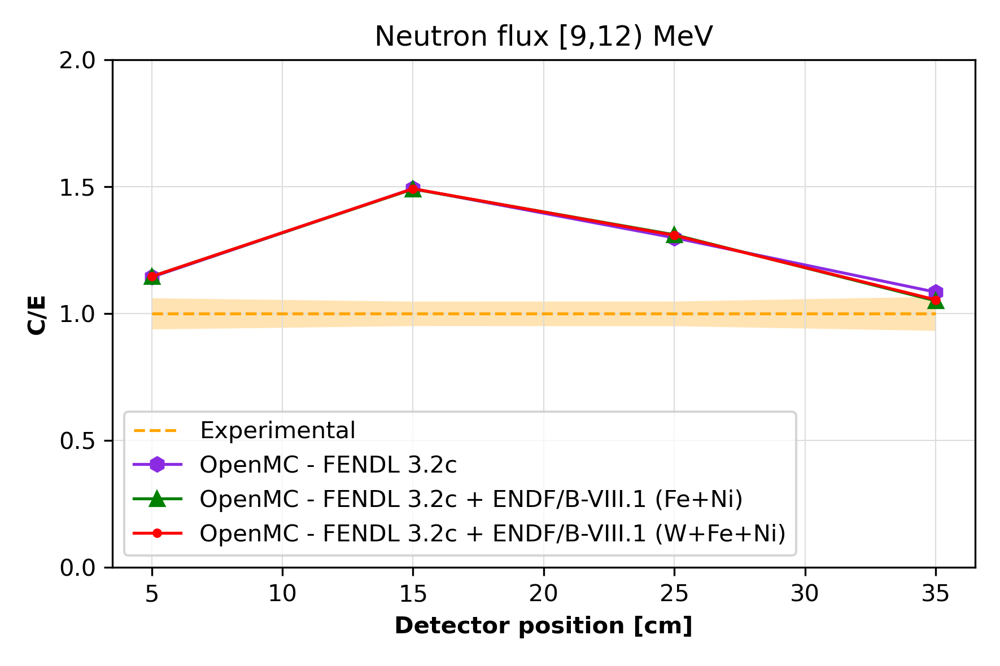 Neutron flux [9,12) MeV
2.0
1.5
1.0
0.5
0.0
C/E
Experimental
OpenMC - FENDL 3.2c
OpenMC - FENDL 3.2c + ENDF/B-VIII.1 (Fe+Ni)
OpenMC - FENDL 3.2c + ENDF/B-VIII.1 (W+Fe+Ni)
5 10 15 20 25 30 35
Detector position [cm]